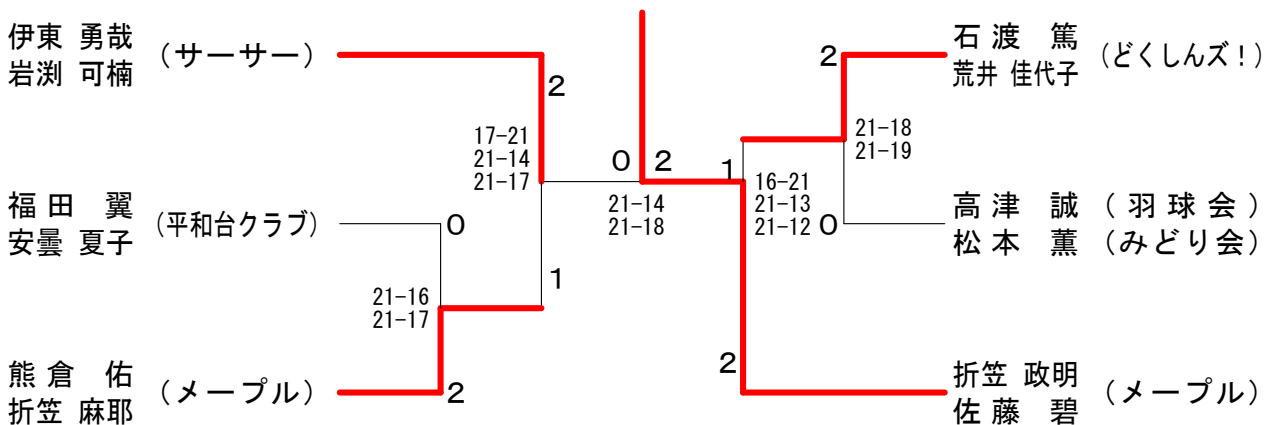 伊東 勇哉
岩渕 可楠
(サーサー)
2
17-21
21-14
21-17
福田 翼
安曇 夏子
(平和台クラブ)
0
1
21-16
21-17
熊倉 佑
折笠 麻耶
(メープル)
2
0
2
21-14
21-18
1
16-21
21-13
21-12
2
石渡 篤
荒井 佳代子
(どくしんズ!)
2
21-18
21-19
0
高津 誠 (羽球会)
松本 薫 (みどり会)
折笠 政明
佐藤 碧
(メープル)